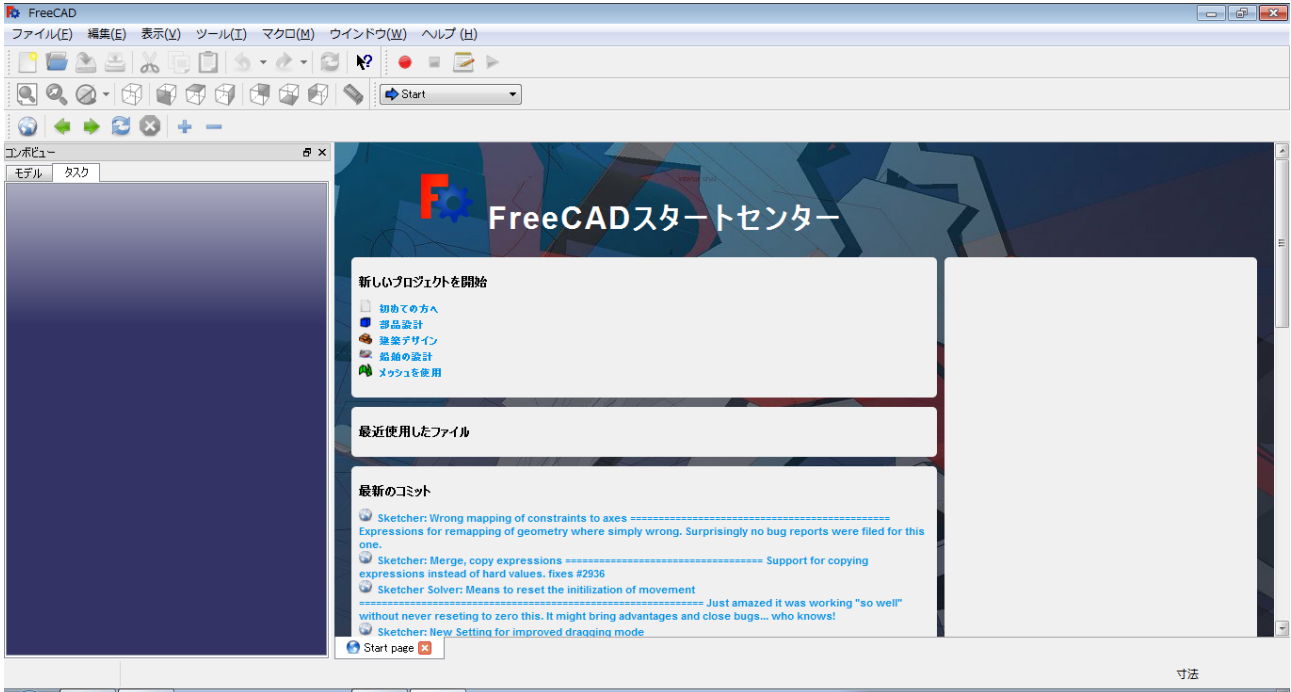 FreeCAD
ファイル(F) 編集(E) 表示(V) ツール(T) マクロ(M) ウインドウ(W) ヘルプ(H)
Start
コンボビュー
モデル タスク
FreeCADスタートセンター
新しいプロジェクトを開始
初めての方へ
部品設計
建築デザイン
船舶の設計
メッシュを使用
最近使用したファイル
最新のコミット
Sketcher: Wrong mapping of constraints to axes ==============================================
Expressions for remapping of geometry where simply wrong. Surprisingly no bug reports were filed for this
one.
Sketcher: Merge, copy expressions =================================== Support for copying
expressions instead of hard values. fixes #2936
Sketcher Solver: Means to reset the initilization of movement
============================================================= Just amazed it was working "so well"
without never reseting to zero this. It might bring advantages and close bugs... who knows!
Sketcher: New Setting for improved dragging mode
Start page
寸法